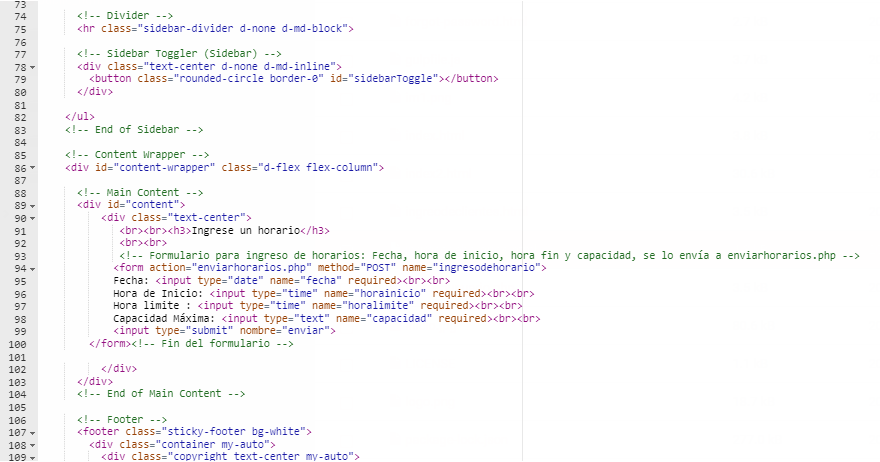 73
74 <!-- Divider -->
75 <hr class="sidebar-divider d-none d-md-block">
76
77 <!-- Sidebar Toggler (Sidebar) -->
78 <div class="text-center d-none d-md-inline">
79 <button class="rounded-circle border-0" id="sidebarToggle"></button>
80 </div>
81
82 </ul>
83 <!-- End of Sidebar -->
84
85 <!-- Content Wrapper -->
86 <div id="content-wrapper" class="d-flex flex-column">
87
88 <!-- Main Content -->
89 <div id="content">
90 <div class="text-center">
91 <br><br><h3>Ingrese un horario</h3>
92 <br><br>
93 <!-- Formulario para ingreso de horarios: Fecha, hora de inicio, hora fin y capacidad, se lo envía a enviarhorarios.php -->
94 <form action="enviarhorarios.php" method="POST" name="ingresodehorario">
95 Fecha: <input type="date" name="fecha" required><br><br>
96 Hora de Inicio: <input type="time" name="horainicio" required><br><br>
97 Hora limite : <input type="time" name="horalimite" required><br><br>
98 Capacidad Máxima: <input type="text" name="capacidad" required><br><br>
99 <input type="submit" nombre="enviar">
100 </form><!-- Fin del formulario -->
101
102 </div>
103 </div>
104 <!-- End of Main Content -->
105
106 <!-- Footer -->
107 <footer class="sticky-footer bg-white">
108 <div class="container my-auto">
109 <div class="copyright text-center my-auto">